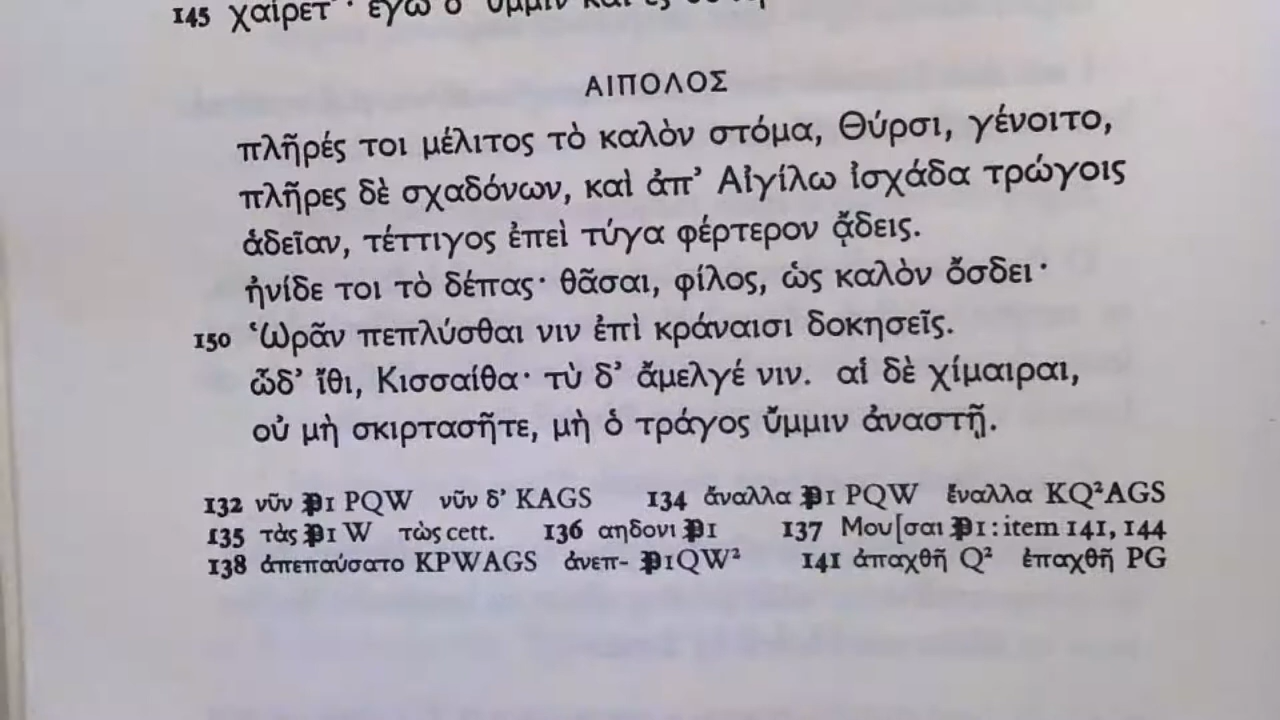 145 χαίρετ'· ἐγὼ δ'
ΑΙΠΟΛΟΣ
πλῆρές τοι μέλιτος τὸ καλὸν στόμα, Θύρσι, γένοιτο,
πλῆρες δὲ σχαδόνων, καὶ ἀπ' Αἰγίλω ἰσχάδα τρώγοις
ἁδεῖαν, τέττιγος ἐπεὶ τύγα φέρτερον ᾄδεις.
ἠνίδε τοι τὸ δέπας· θᾶσαι, φίλος, ὡς καλὸν ὄσδει·
150 Ὡρᾶν πεπλύσθαι νιν ἐπὶ κράναισι δοκησεῖς.
ὧδ' ἴθι, Κισσαίθα· τὺ δ' ἄμελγέ νιν. αἱ δὲ χίμαιραι,
οὐ μὴ σκιρτασῆτε, μὴ ὁ τράγος ὔμμιν ἀναστῇ.
132 νῦν 𝔓1 PQW νῦν δ' KAGS 134 ἄναλλα 𝔓1 PQW ἔναλλα KQ²AGS
135 τὰς 𝔓1 W τὼς cett. 136 αηδονι 𝔓1 137 Μου[σαι 𝔓1: item 141, 144
138 ἀπεπαύσατο KPWAGS ἀνεπ- 𝔓1QW² 141 ἀπαχθῆ Q² ἐπαχθῆ PG